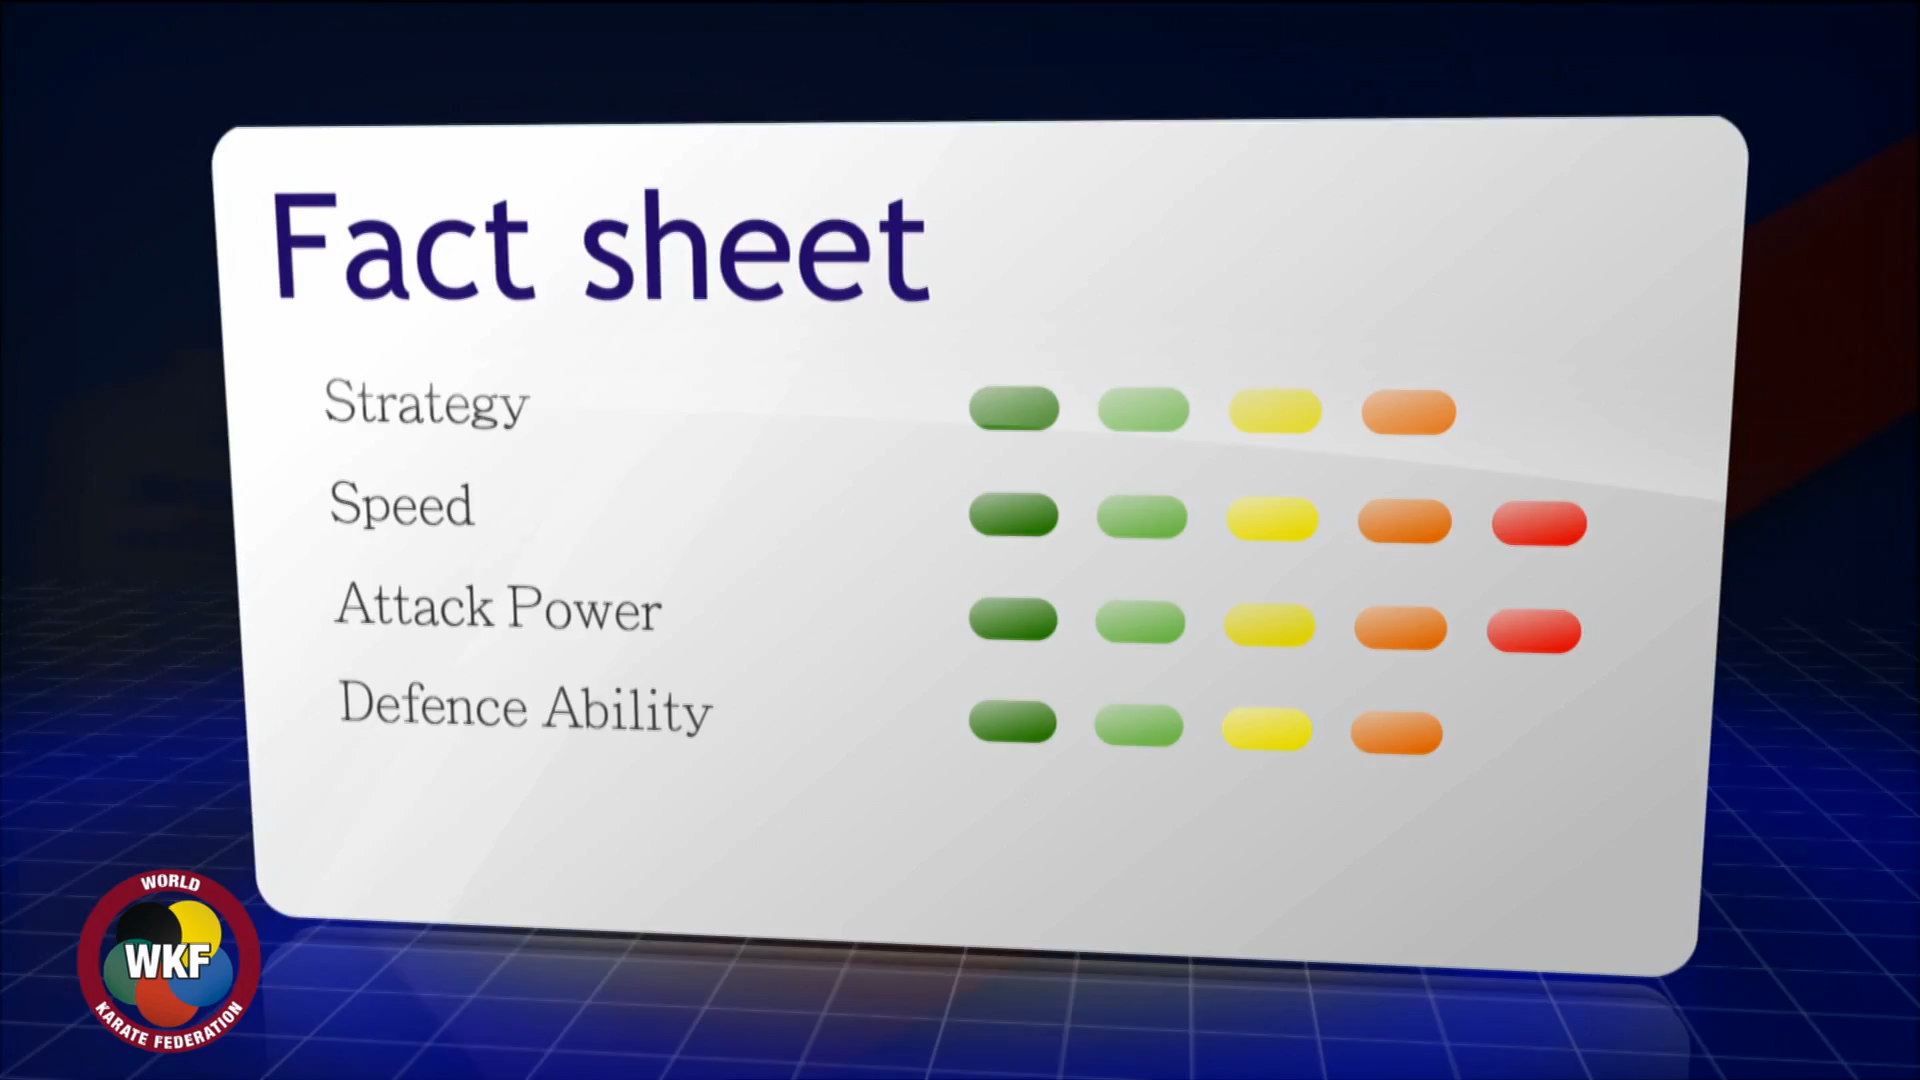 Fact sheet
Strategy
Speed
Attack Power
Defence Ability
WORLD
WKF
KARATE FEDERATION